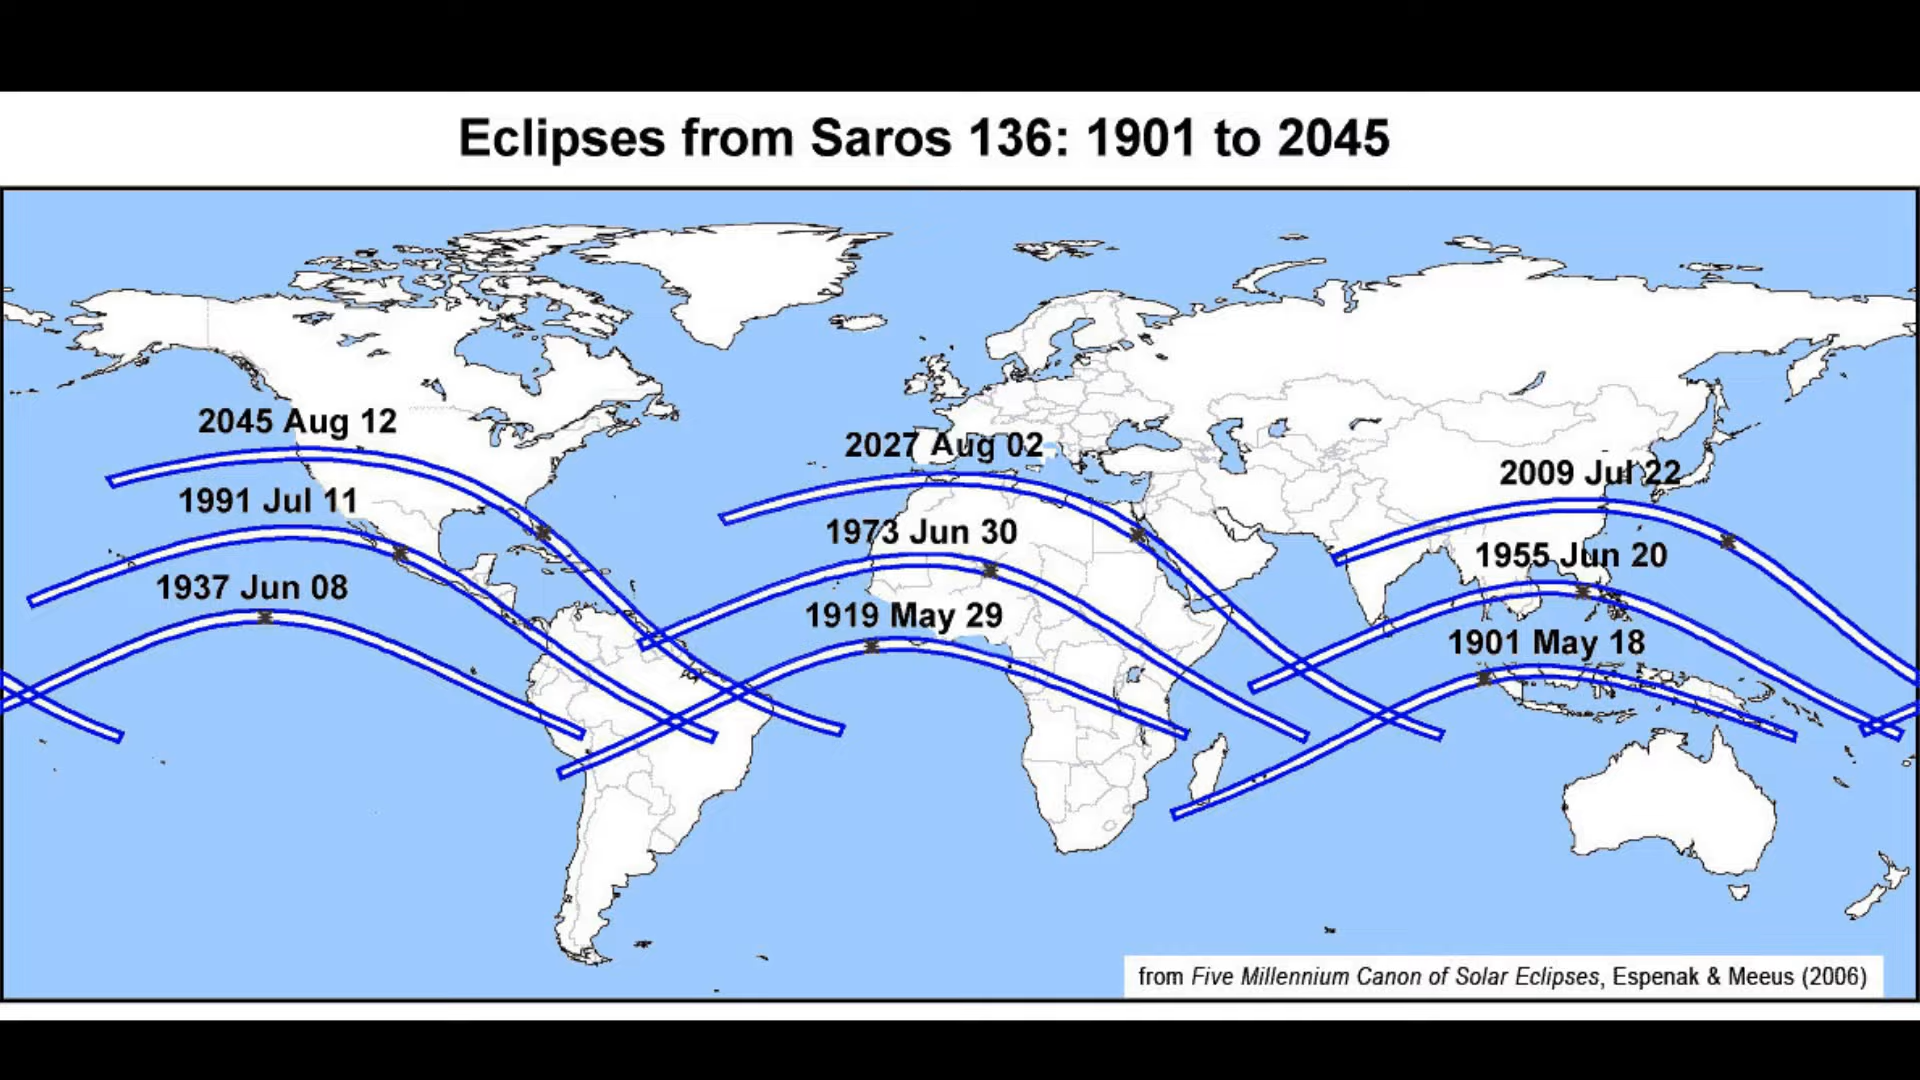 Eclipses from Saros 136: 1901 to 2045
2045 Aug 12
2027 Aug 02
2009 Jul 22
1991 Jul 11
1973 Jun 30
1955 Jun 20
1937 Jun 08
1919 May 29
1901 May 18
from Five Millennium Canon of Solar Eclipses, Espenak & Meeus (2006)